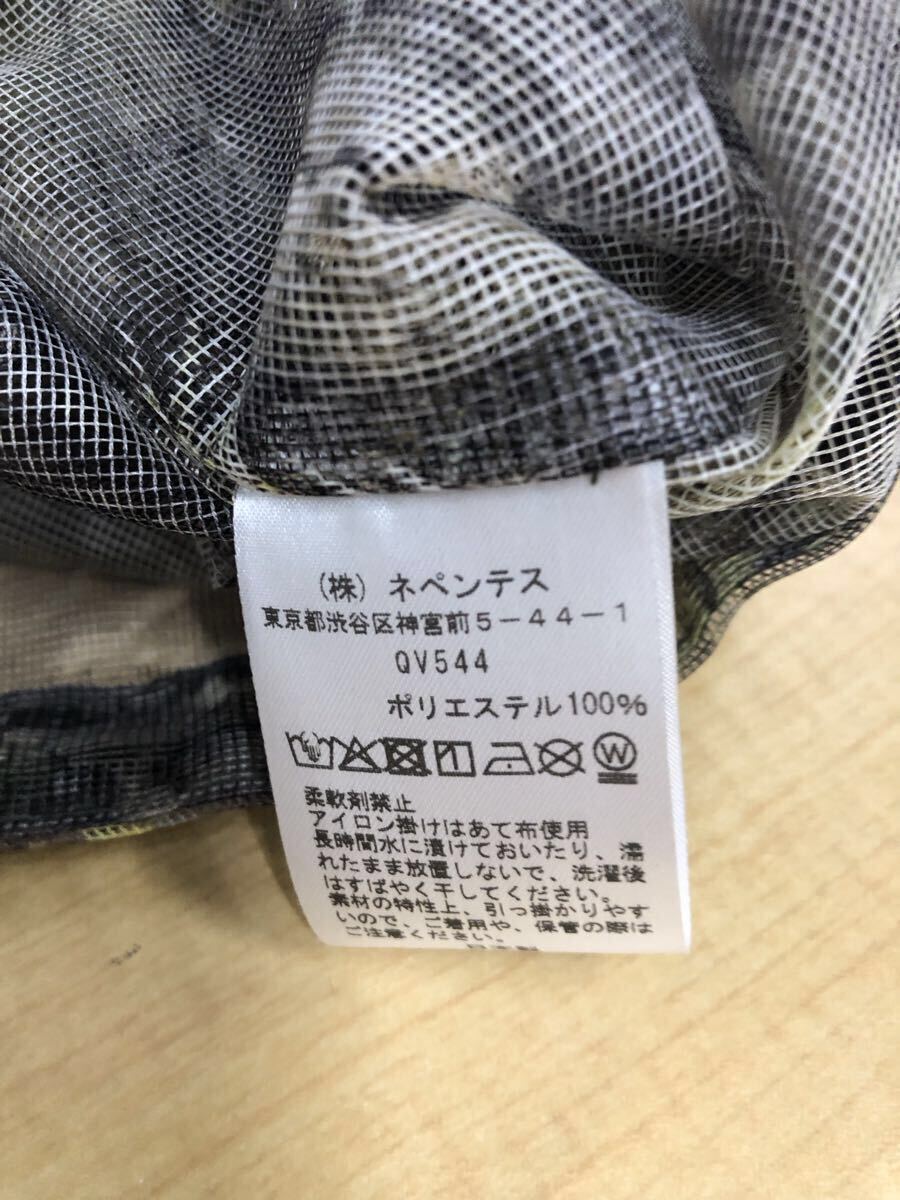 (株)ネペンテス
東京都渋谷区神宮前5-44-1
QV544
ポリエステル100%
W
柔軟剤禁止
アイロン掛けはあて布使用
長時間水に漬けておいたり、濡
れたまま放置しないで、洗濯後
はすばやく干してください。
素材の特性上、引っ掛かりやす
いので、ご着用や、保管の際は
ご注意ください。